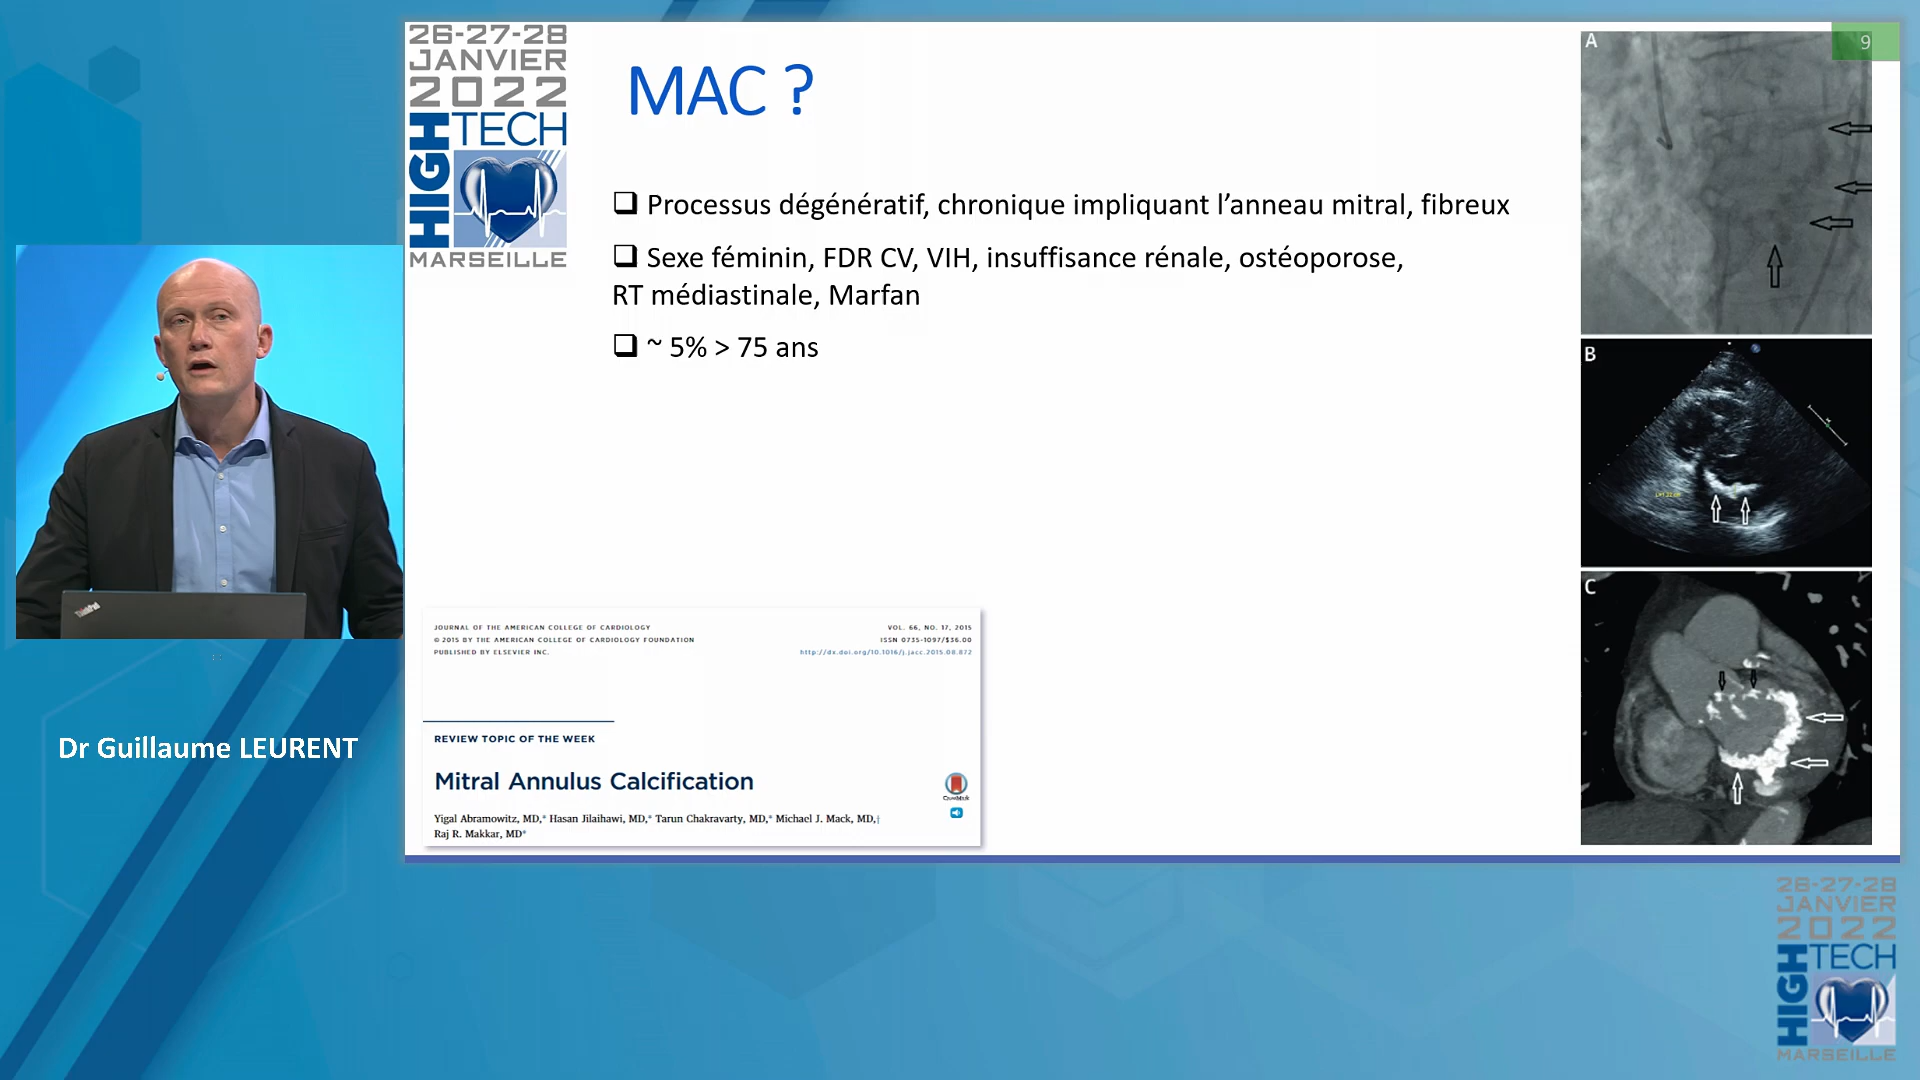 26-27-28
JANVIER
2022
HIGH TECH
MARSEILLE
MAC ?
❑ Processus dégénératif, chronique impliquant l’anneau mitral, fibreux
❑ Sexe féminin, FDR CV, VIH, insuffisance rénale, ostéoporose,
RT médiastinale, Marfan
❑ ~ 5% > 75 ans
A
9
B
C
ThinkPad
Dr Guillaume LEURENT
JOURNAL OF THE AMERICAN COLLEGE OF CARDIOLOGY
© 2015 BY THE AMERICAN COLLEGE OF CARDIOLOGY FOUNDATION
PUBLISHED BY ELSEVIER INC.
VOL. 66, NO. 17, 2015
ISSN 0735-1097/$36.00
http://dx.doi.org/10.1016/j.jacc.2015.08.872
REVIEW TOPIC OF THE WEEK
Mitral Annulus Calcification
CrossMark
Yigal Abramowitz, MD,* Hasan Jilaihawi, MD,* Tarun Chakravarty, MD,* Michael J. Mack, MD,†
Raj R. Makkar, MD*
26-27-28
JANVIER
2022
HIGH TECH
MARSEILLE